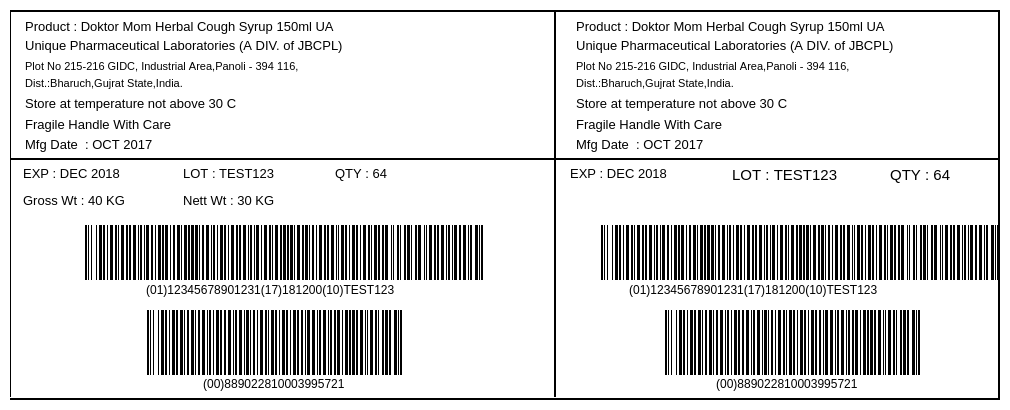 Product : Doktor Mom Herbal Cough Syrup 150ml UA
Unique Pharmaceutical Laboratories (A DIV. of JBCPL)
Plot No 215-216 GIDC, Industrial Area,Panoli - 394 116,
Dist.:Bharuch,Gujrat State,India.
Store at temperature not above 30 C
Fragile Handle With Care
Mfg Date : OCT 2017
EXP : DEC 2018 LOT : TEST123 QTY : 64
Gross Wt : 40 KG Nett Wt : 30 KG
(01)12345678901231(17)181200(10)TEST123
(00)889022810003995721
Product : Doktor Mom Herbal Cough Syrup 150ml UA
Unique Pharmaceutical Laboratories (A DIV. of JBCPL)
Plot No 215-216 GIDC, Industrial Area,Panoli - 394 116,
Dist.:Bharuch,Gujrat State,India.
Store at temperature not above 30 C
Fragile Handle With Care
Mfg Date : OCT 2017
EXP : DEC 2018 LOT : TEST123 QTY : 64
(01)12345678901231(17)181200(10)TEST123
(00)889022810003995721